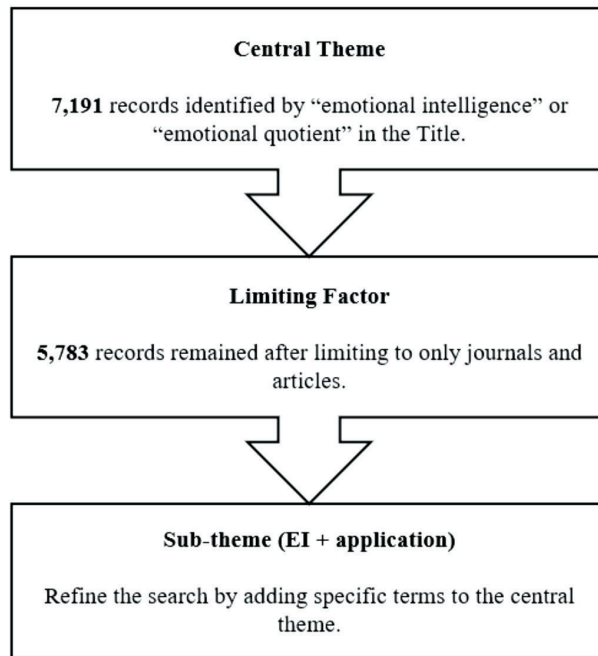 Central Theme
7,191 records identified by “emotional intelligence” or
“emotional quotient” in the Title.
Limiting Factor
5,783 records remained after limiting to only journals and
articles.
Sub-theme (EI + application)
Refine the search by adding specific terms to the central
theme.